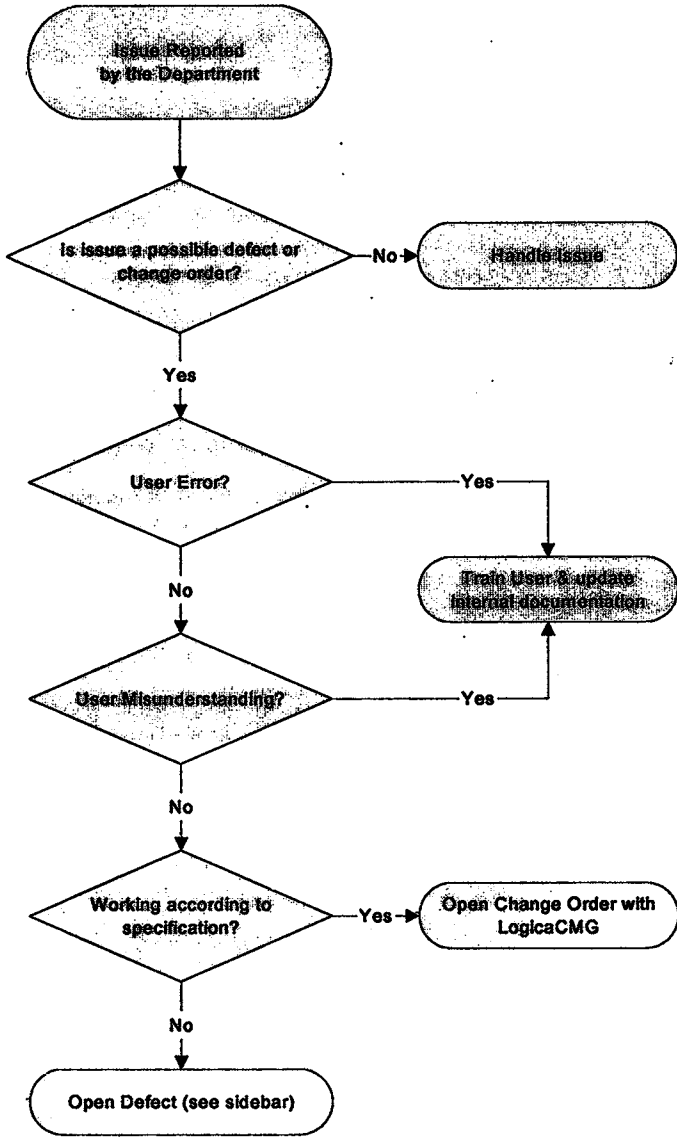 Issue Reported
by the Department
Is issue a possible defect or
change order?
No
Handle Issue
Yes
User Error?
Yes
No
Train User & update
internal documentation
User Misunderstanding?
Yes
No
Working according to
specification?
Yes
Open Change Order with
LogicaCMG
No
Open Defect (see sidebar)